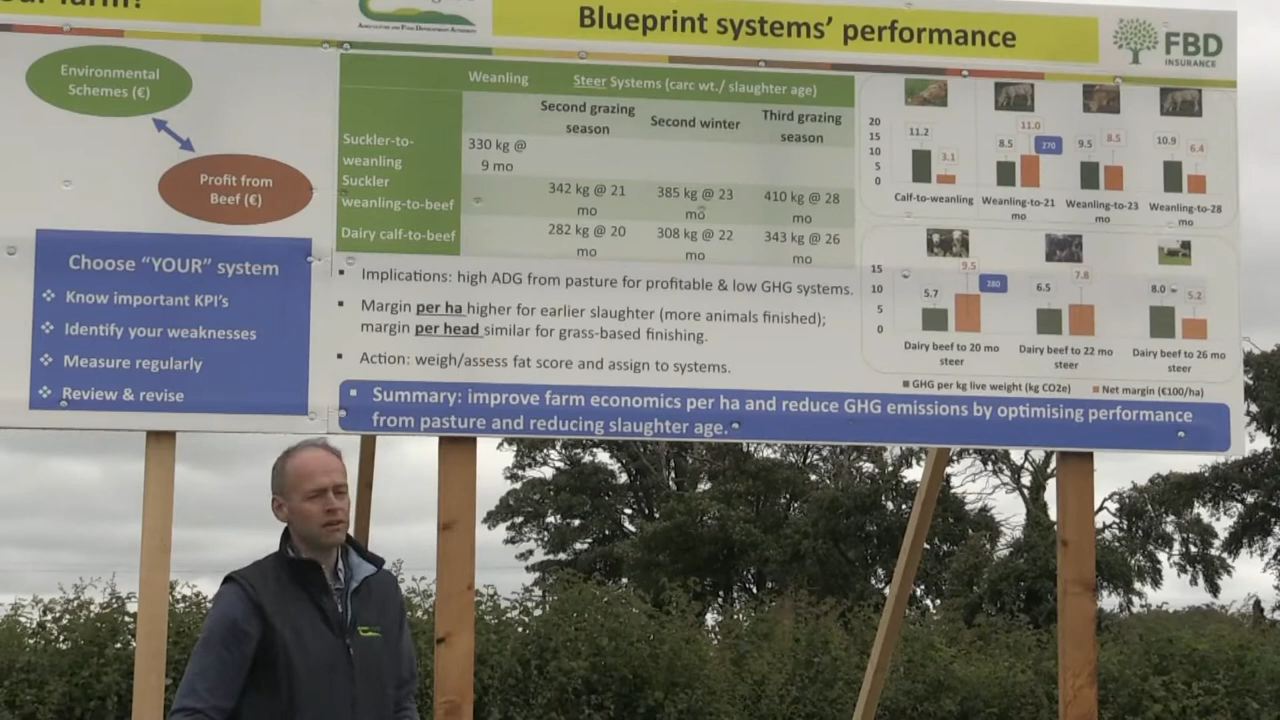 Blueprint systems' performance
FBD
INSURANCE
AGRICULTURE AND FOOD DEVELOPMENT AUTHORITY
Environmental
Schemes (€)
Profit from
Beef (€)
Choose "YOUR" system
❖ Know important KPI's
❖ Identify your weaknesses
❖ Measure regularly
❖ Review & revise
Weanling
Steer Systems (carc wt./ slaughter age)
Second grazing
season
Second winter
Third grazing
season
Suckler-to-
weanling
330 kg @
9 mo
Suckler
weanling-to-beef
342 kg @ 21
mo
385 kg @ 23
mo
410 kg @ 28
mo
Dairy calf-to-beef
282 kg @ 20
mo
308 kg @ 22
mo
343 kg @ 26
mo
▪ Implications: high ADG from pasture for profitable & low GHG systems.
▪ Margin per ha higher for earlier slaughter (more animals finished);
margin per head similar for grass-based finishing.
▪ Action: weigh/assess fat score and assign to systems.
▪ Summary: improve farm economics per ha and reduce GHG emissions by optimising performance
from pasture and reducing slaughter age.
20
15
10
5
0
11.2
3.1
8.5
11.0
270
9.5
8.5
10.9
6.4
Calf-to-weanling
Weanling-to-21
mo
Weanling-to-23
mo
Weanling-to-28
mo
15
10
5
0
5.7
9.5
280
6.5
7.8
8.0
5.2
Dairy beef to 20 mo
steer
Dairy beef to 22 mo
steer
Dairy beef to 26 mo
steer
GHG per kg live weight (kg CO2e)
Net margin (€100/ha)